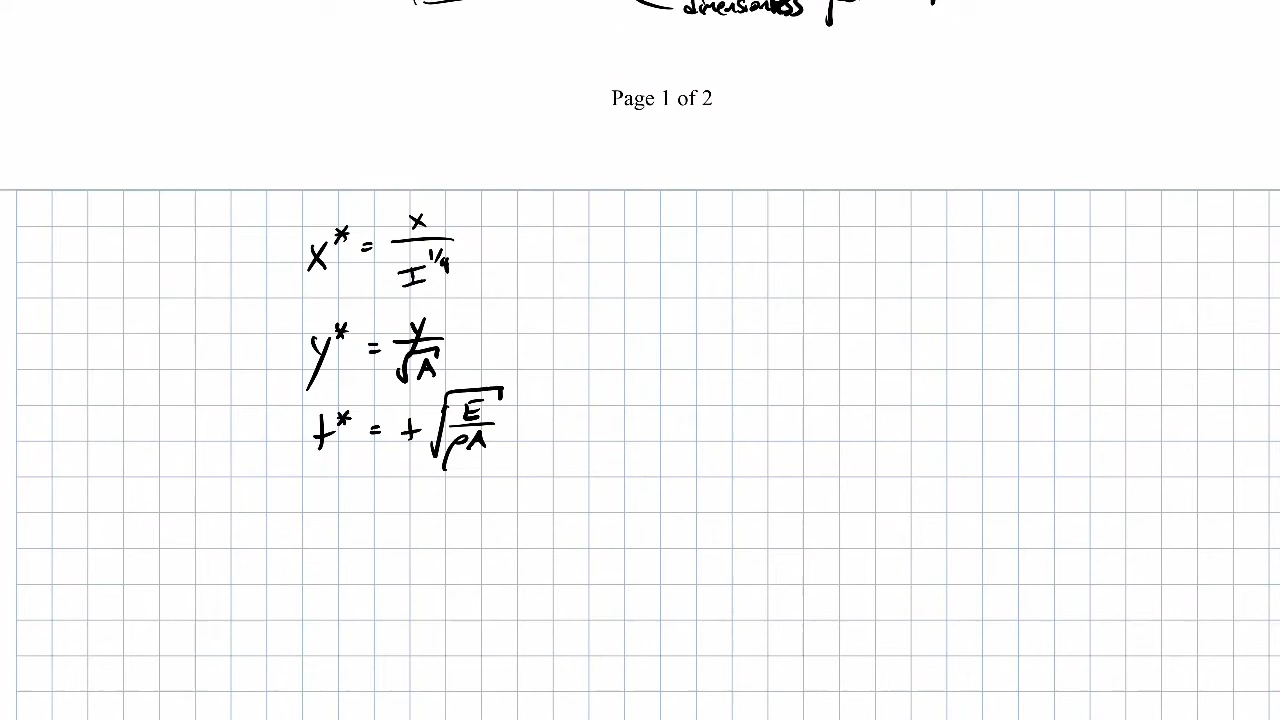 dimensionless
Page 1 of 2
x* = x / I^1/4
y* = y / √A
t* = t √(E / ρA)